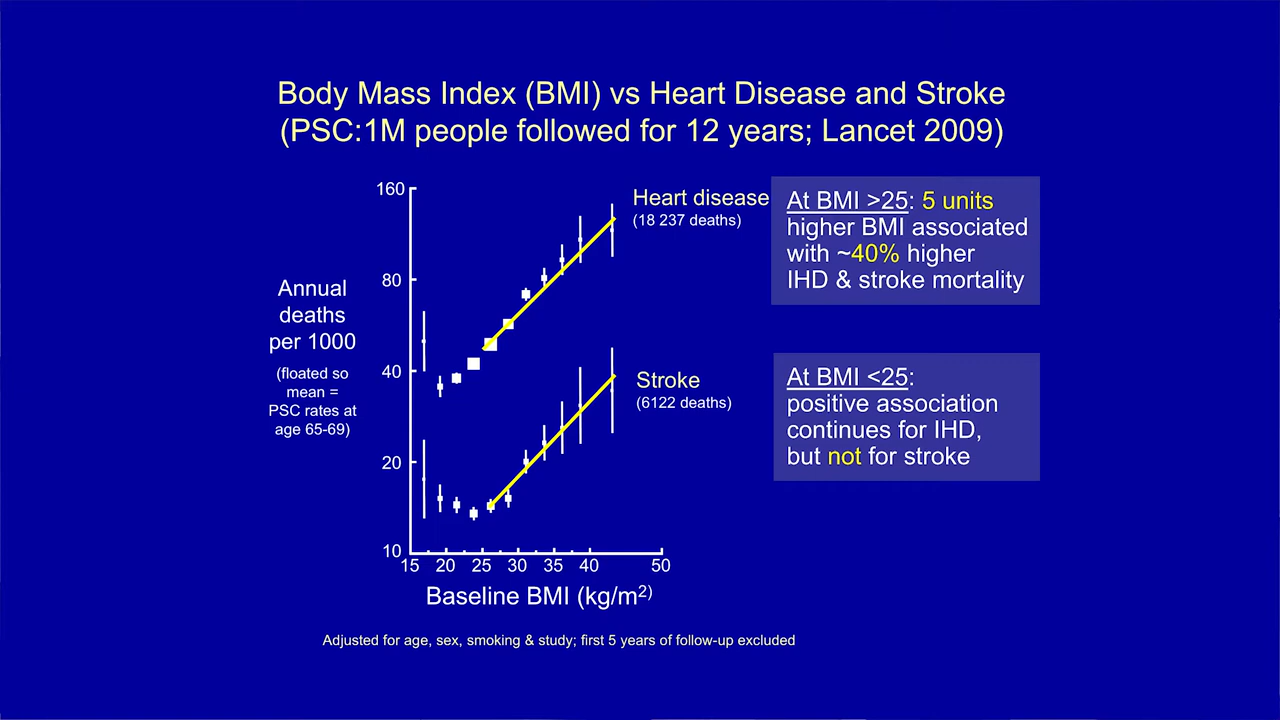 Body Mass Index (BMI) vs Heart Disease and Stroke
(PSC:1M people followed for 12 years; Lancet 2009)
160
80
40
20
10
Annual
deaths
per 1000
(floated so
mean =
PSC rates at
age 65-69)
Heart disease
(18 237 deaths)
Stroke
(6122 deaths)
15 20 25 30 35 40 50
Baseline BMI (kg/m²)
At BMI >25: 5 units
higher BMI associated
with ~40% higher
IHD & stroke mortality
At BMI <25:
positive association
continues for IHD,
but not for stroke
Adjusted for age, sex, smoking & study; first 5 years of follow-up excluded